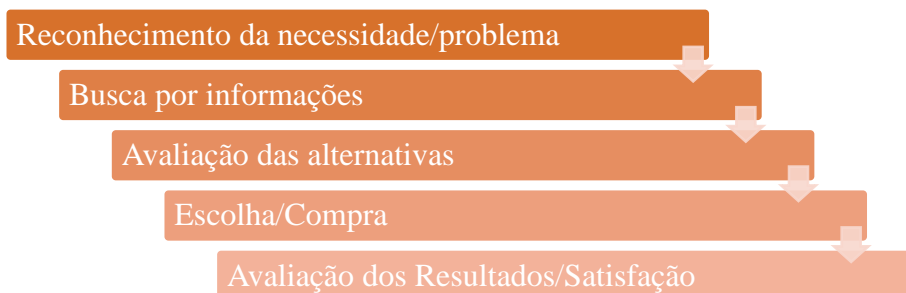 Reconhecimento da necessidade/problema
Busca por informações
Avaliação das alternativas
Escolha/Compra
Avaliação dos Resultados/Satisfação